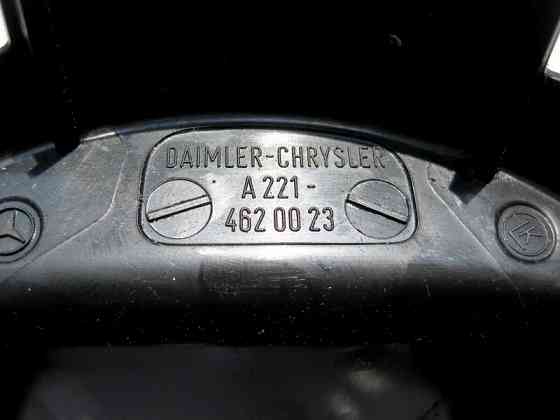 DAIMLER-CHRYSLER
A 221 -
462 00 23